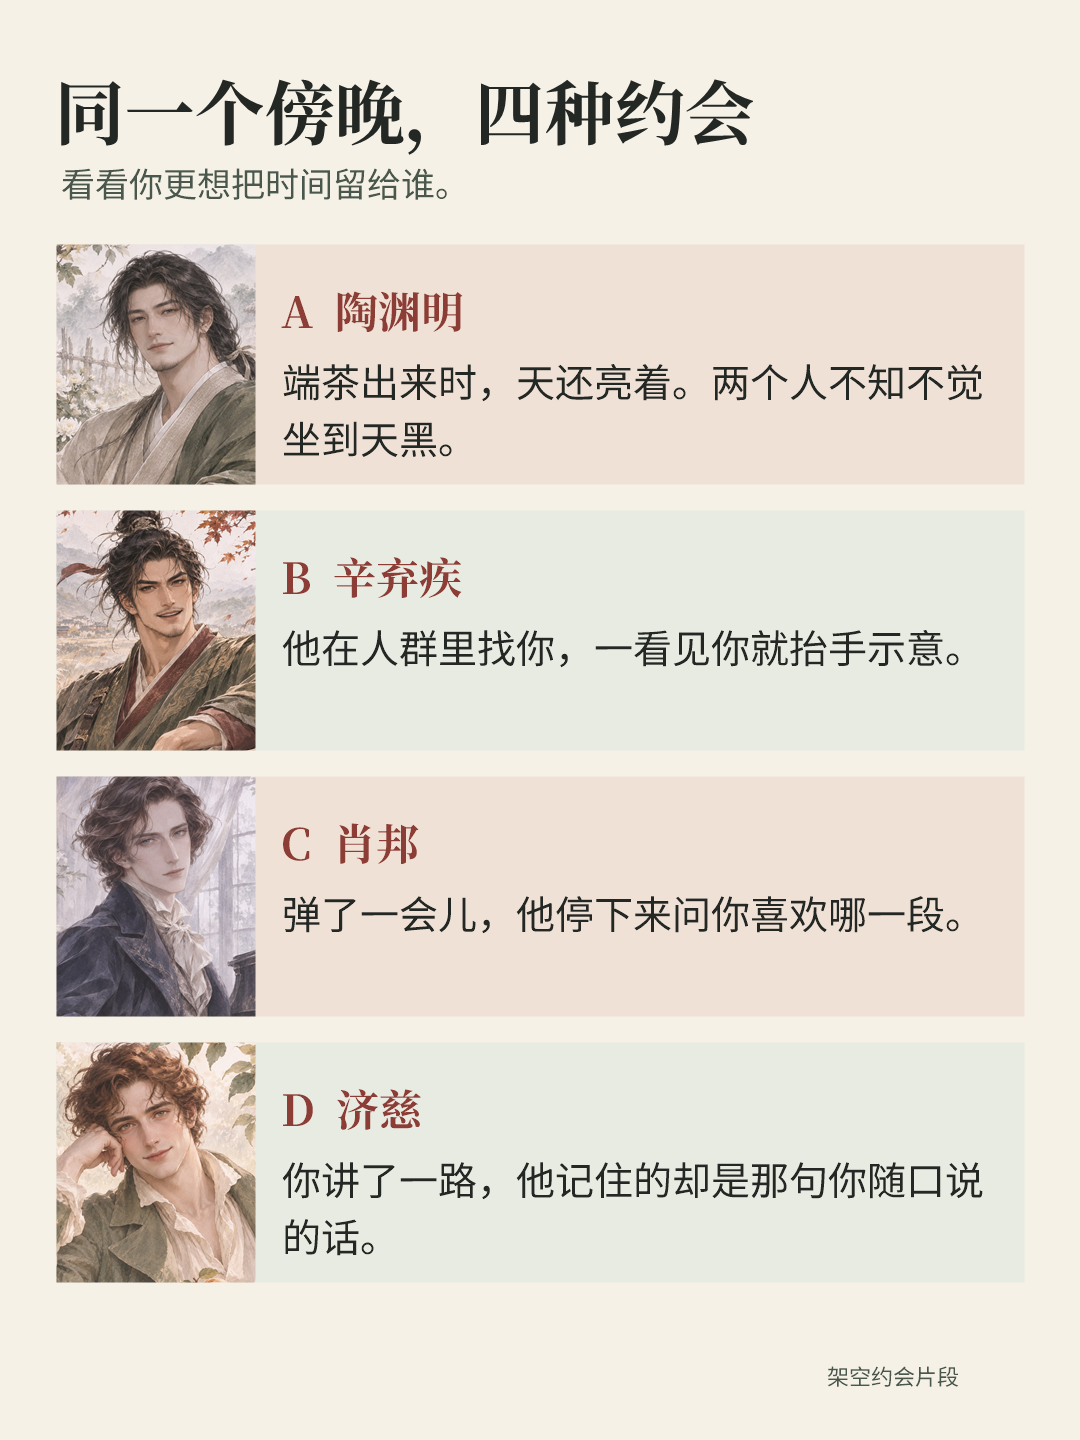 同一个傍晚，四种约会
看看你更想把时间留给谁。
A 陶渊明
端茶出来时，天还亮着。两个人不知不觉
坐到天黑。
B 辛弃疾
他在人群里找你，一看见你就抬手示意。
C 肖邦
弹了一会儿，他停下来问你喜欢哪一段。
D 济慈
你讲了一路，他记住的却是那句你随口说
的话。
架空约会片段